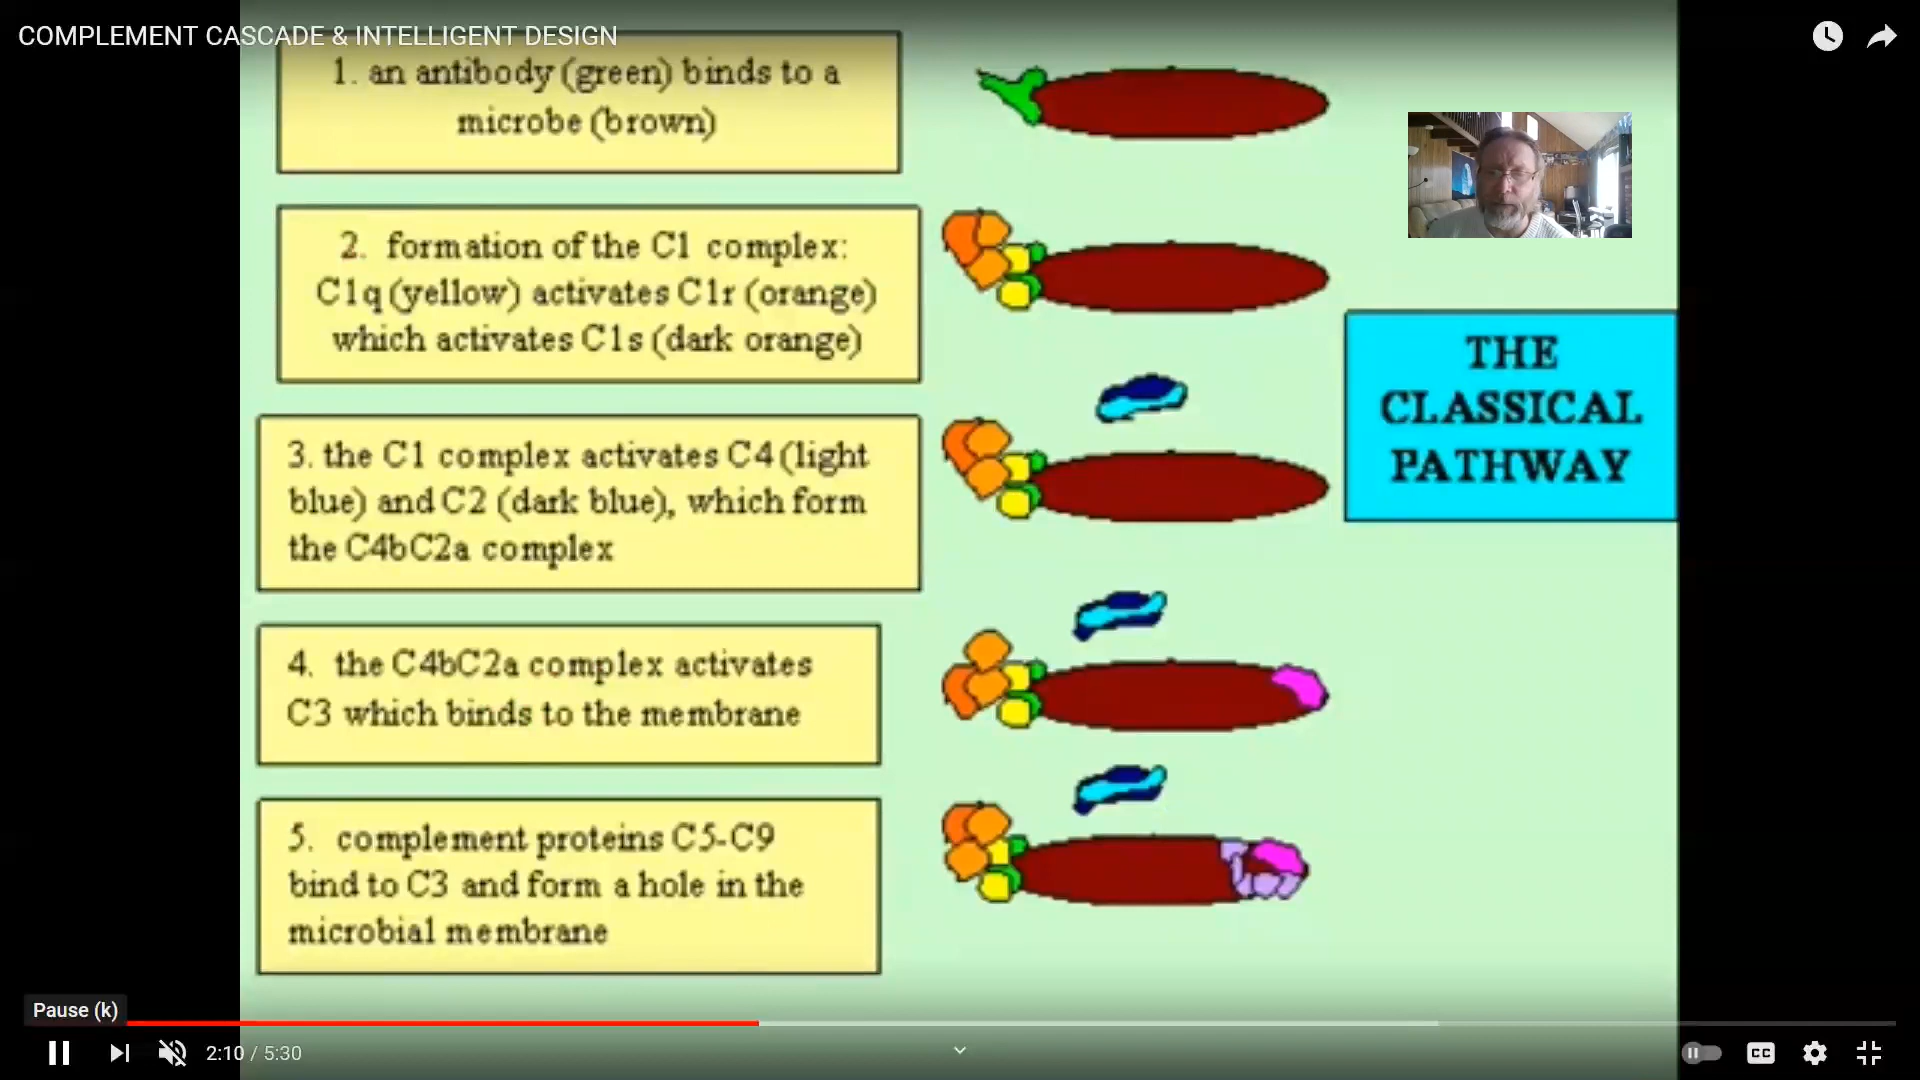 COMPLEMENT CASCADE & INTELLIGENT DESIGN
1. an antibody (green) binds to a
microbe (brown)
2. formation of the C1 complex:
C1q (yellow) activates C1r (orange)
which activates C1s (dark orange)
THE
CLASSICAL
PATHWAY
3. the C1 complex activates C4 (light
blue) and C2 (dark blue), which form
the C4bC2a complex
4. the C4bC2a complex activates
C3 which binds to the membrane
5. complement proteins C5-C9
bind to C3 and form a hole in the
microbial membrane
Pause (k)
2:10 / 5:30
CC